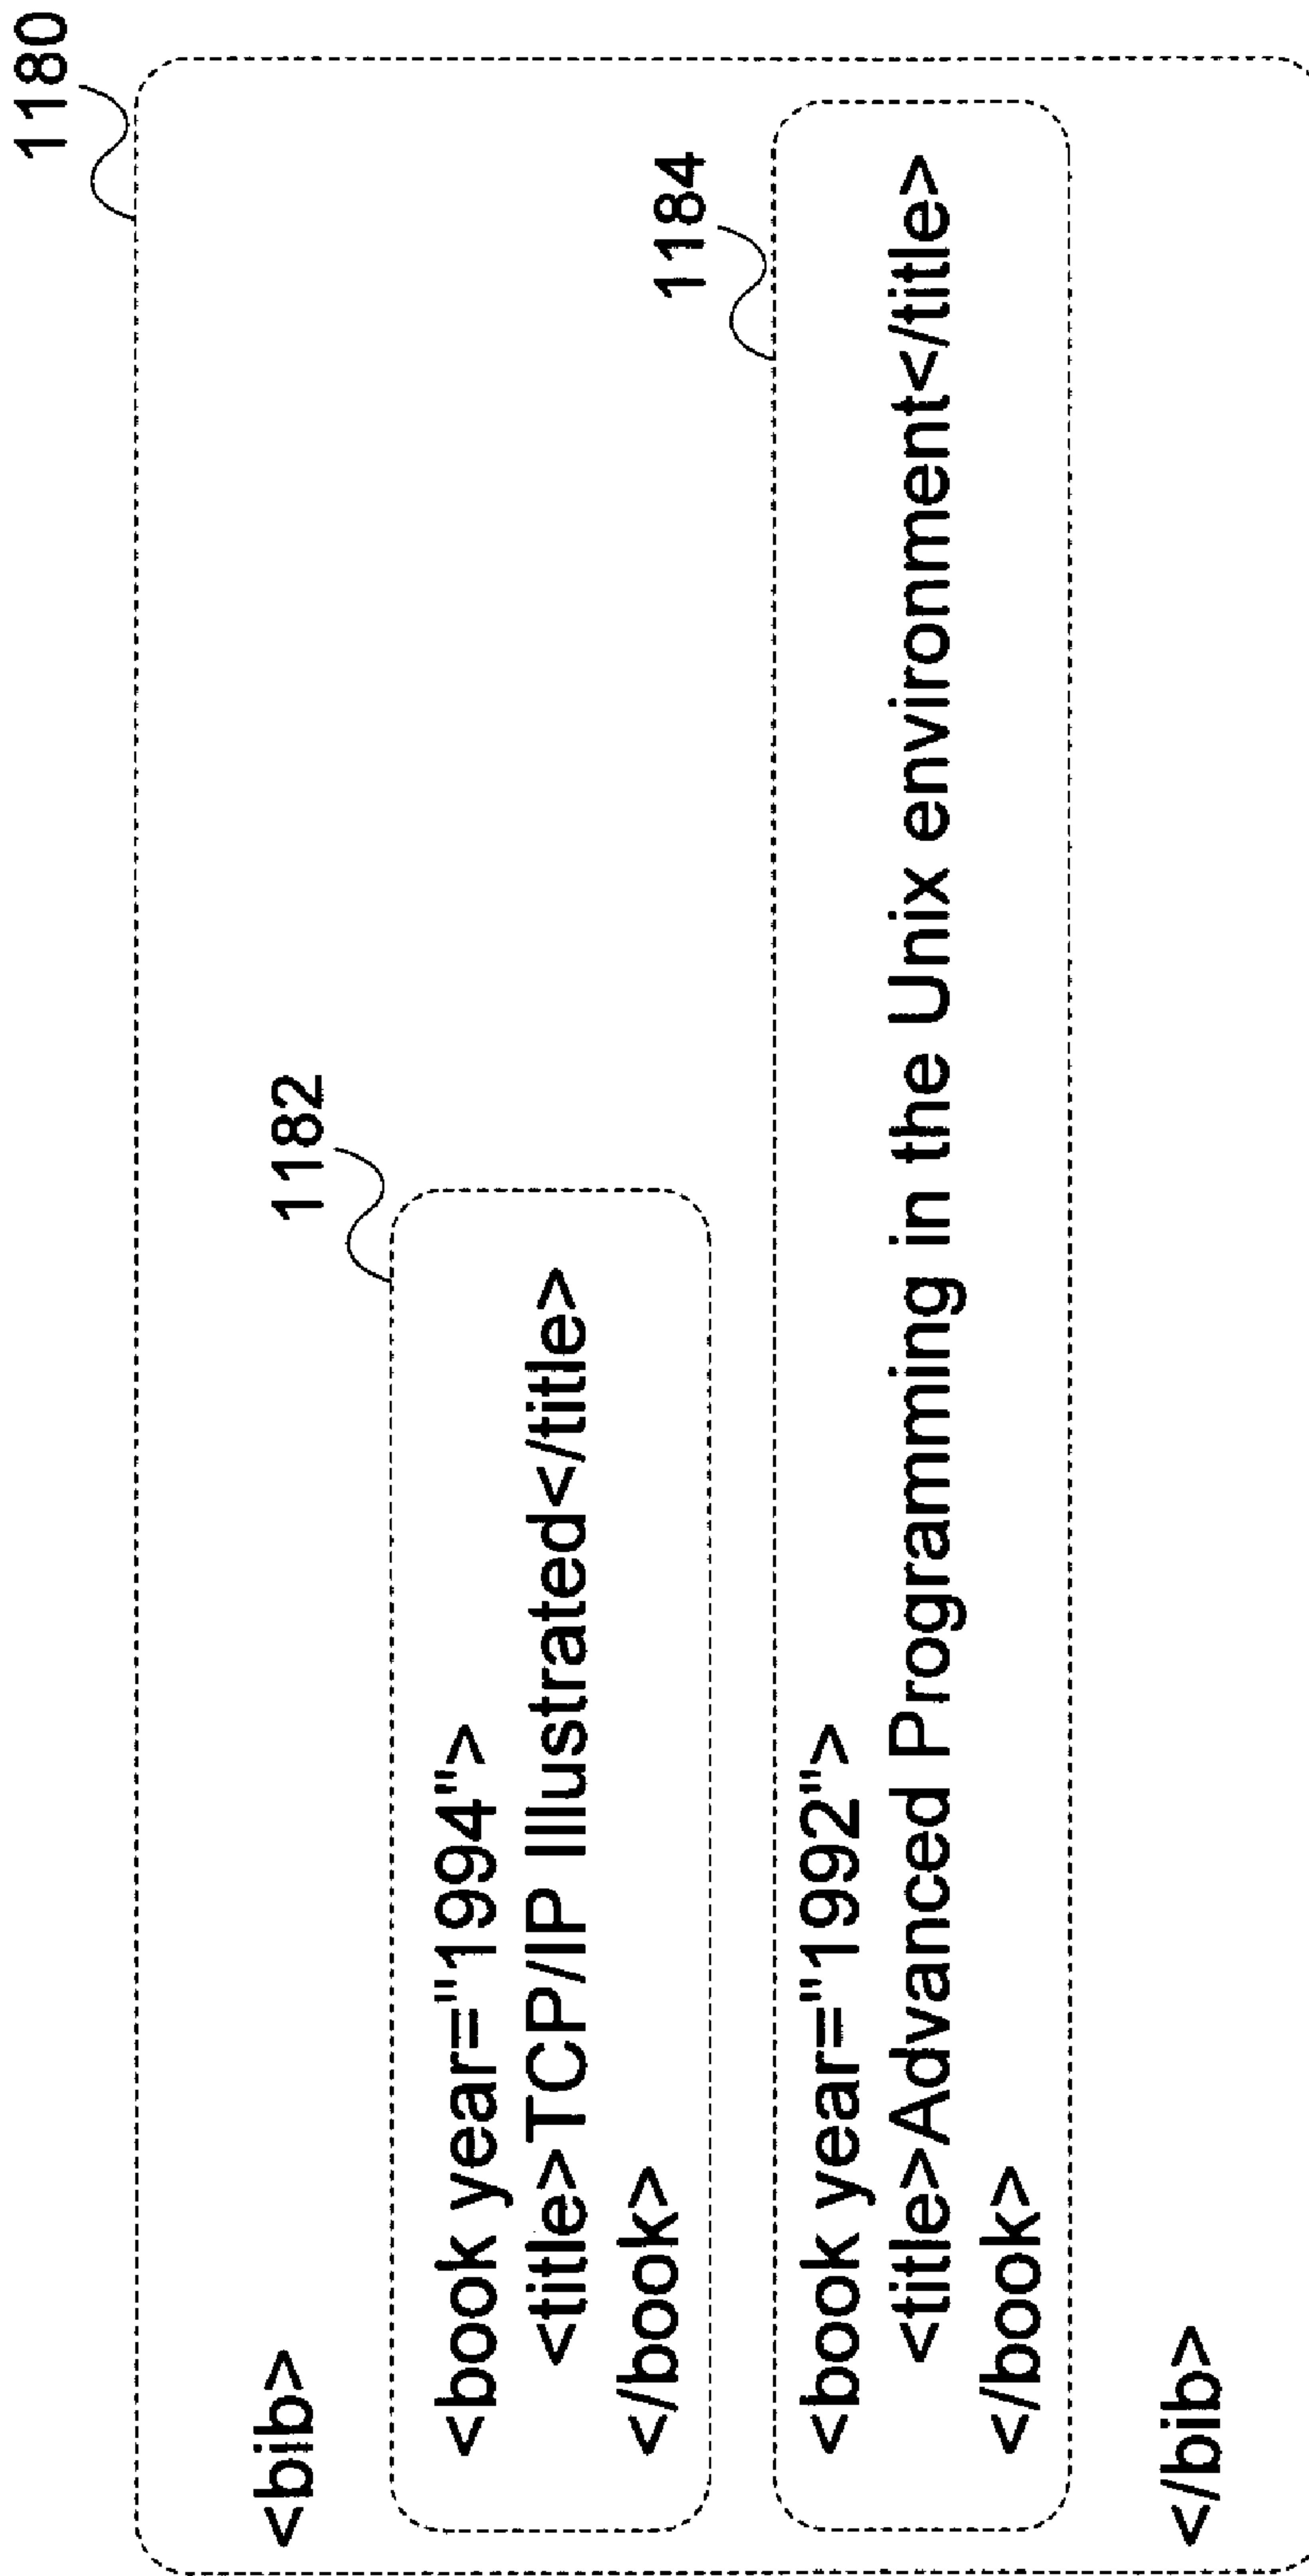 1180
<bib>
1182
<book year="1994">
<title>TCP/IP Illustrated</title>
</book>
1184
<book year="1992">
<title>Advanced Programming in the Unix environment</title>
</book>
</bib>